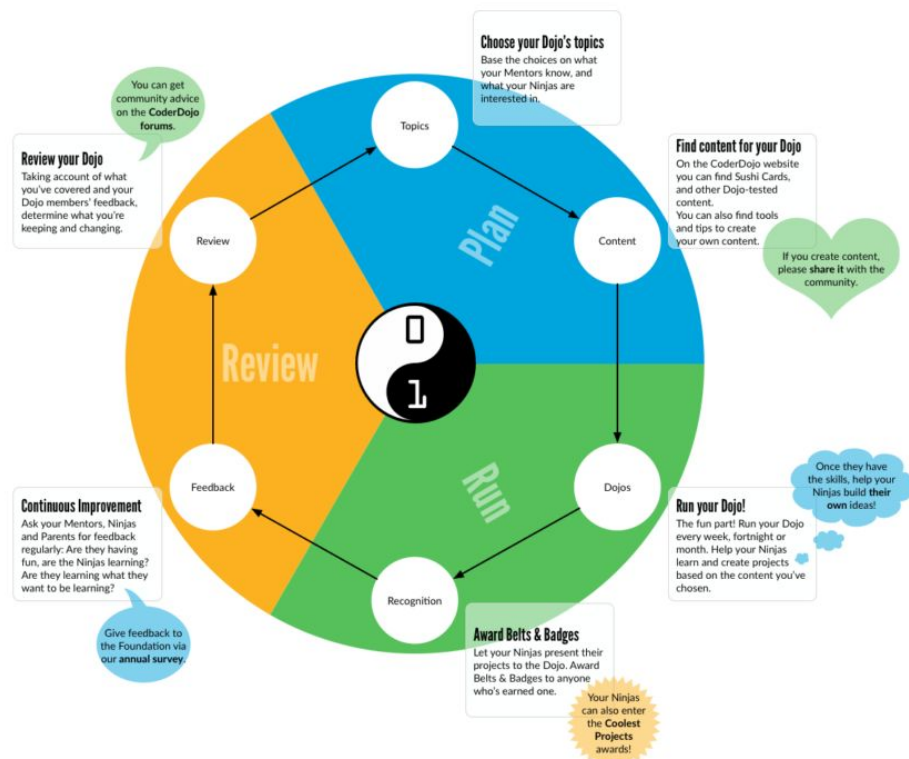 Choose your Dojo's topics
Base the choices on what
your Mentors know, and
what your Ninjas are
interested in.
You can get
community advice
on the CoderDojo
forums.
Topics
Review your Dojo
Taking account of what
you've covered and your
Dojo members' feedback,
determine what you're
keeping and changing.
Find content for your Dojo
On the CoderDojo website
you can find Sushi Cards,
and other Dojo-tested
content.
You can also find tools
and tips to create
your own content.
Review
Plan
Content
If you create content,
please share it with the
community.
0
1
Review
Run
Feedback
Dojos
Once they have
the skills, help your
Ninjas build their
own ideas!
Continuous Improvement
Ask your Mentors, Ninjas
and Parents for feedback
regularly: Are they having
fun, are the Ninjas learning?
Are they learning what they
want to be learning?
Run your Dojo!
The fun part! Run your Dojo
every week, fortnight or
month. Help your Ninjas
learn and create projects
based on the content you've
chosen.
Recognition
Give feedback to
the Foundation via
our annual survey.
Award Belts & Badges
Let your Ninjas present their
projects to the Dojo. Award
Belts & Badges to anyone
who's earned one.
Your Ninjas
can also enter
the Coolest
Projects
awards!